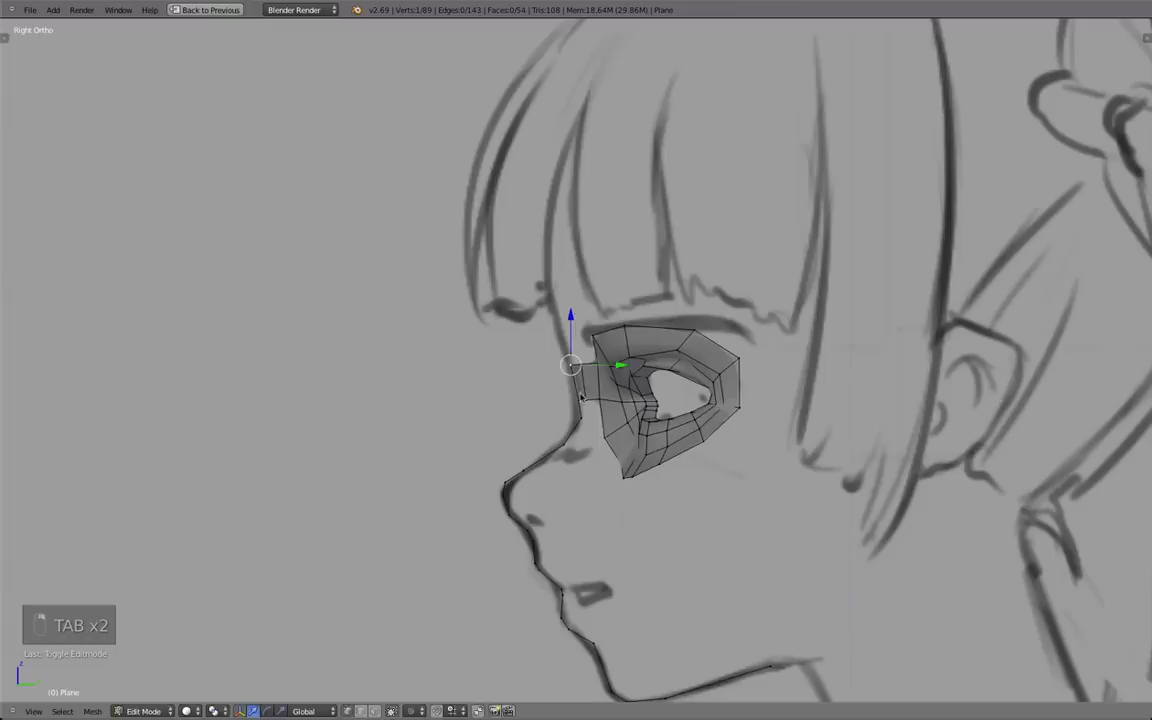 File Add Render Window Help Back to Previous Blender Render v2.69 | Verts:1/89 | Edges:0/143 | Faces:0/54 | Tris:108 | Mem:18.64M (29.86M) | Plane
Right Ortho
TAB x2
Last: Toggle Editmode
z
(0) Plane
View Select Mesh Edit Mode Global